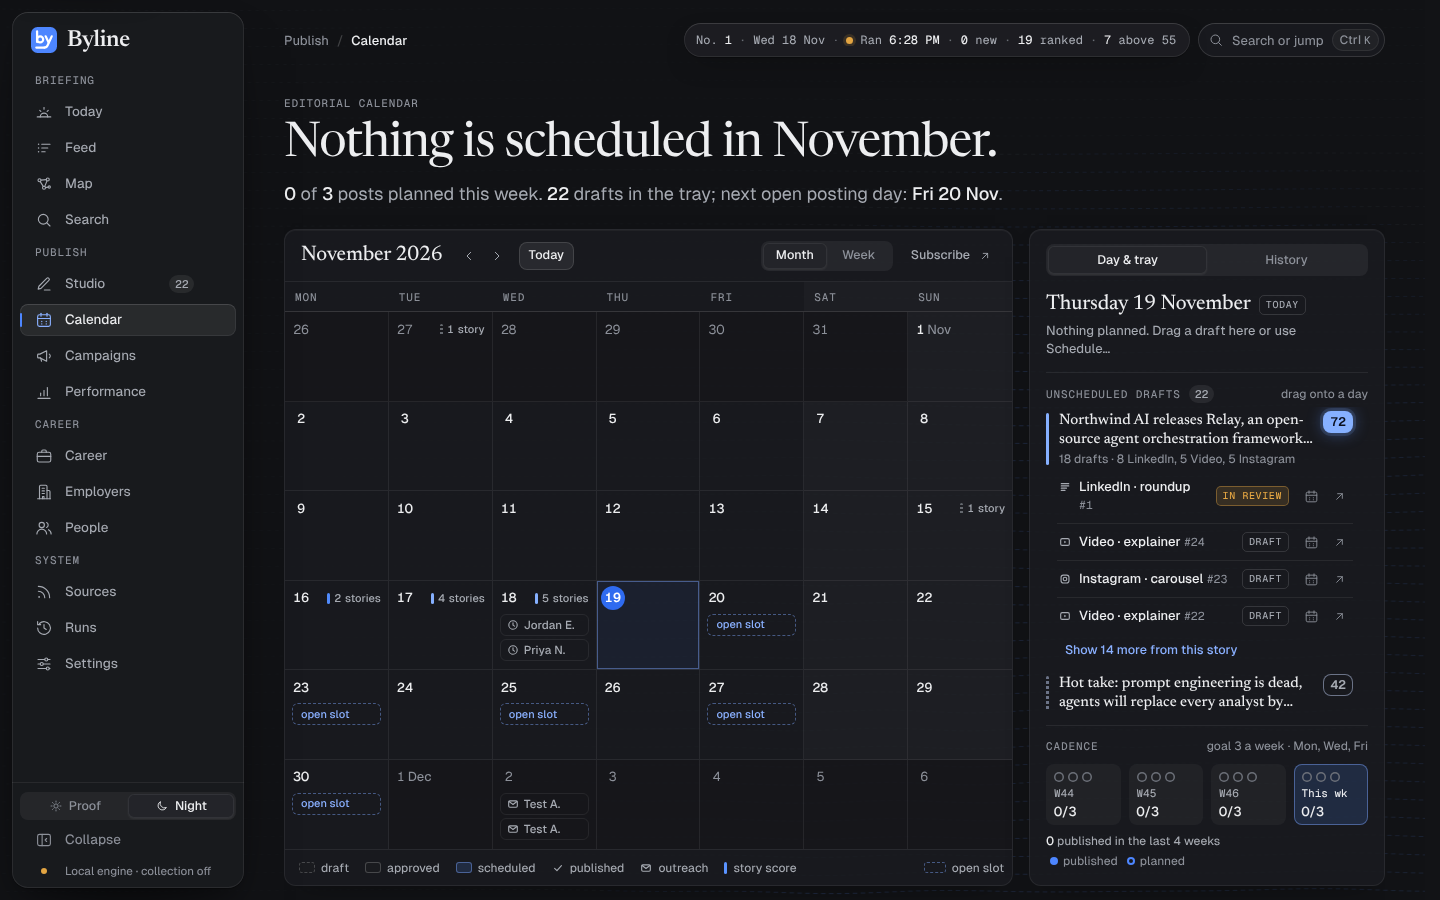 by Byline
BRIEFING
Today
Feed
Map
Search
PUBLISH
Studio 22
Calendar
Campaigns
Performance
CAREER
Career
Employers
People
SYSTEM
Sources
Runs
Settings
Proof Night
Collapse
Local engine · collection off
Publish / Calendar
No. 1 · Wed 18 Nov · Ran 6:28 PM · 0 new · 19 ranked · 7 above 55
Search or jump Ctrl K
EDITORIAL CALENDAR
Nothing is scheduled in November.
0 of 3 posts planned this week. 22 drafts in the tray; next open posting day: Fri 20 Nov.
November 2026 ‹ › Today Month Week Subscribe ↗
MON TUE WED THU FRI SAT SUN
26 27 1 story 28 29 30 31 1 Nov
2 3 4 5 6 7 8
9 10 11 12 13 14 15 1 story
16 2 stories 17 4 stories 18 5 stories 19 20 21 22
Jordan E. open slot
Priya N.
23 24 25 26 27 28 29
open slot open slot open slot
30 1 Dec 2 3 4 5 6
open slot Test A.
Test A.
draft approved scheduled published outreach story score open slot
Day & tray History
Thursday 19 November TODAY
Nothing planned. Drag a draft here or use
Schedule…
UNSCHEDULED DRAFTS 22 drag onto a day
Northwind AI releases Relay, an open- 72
source agent orchestration framework…
18 drafts · 8 LinkedIn, 5 Video, 5 Instagram
LinkedIn · roundup IN REVIEW
#1
Video · explainer #24 DRAFT
Instagram · carousel #23 DRAFT
Video · explainer #22 DRAFT
Show 14 more from this story
Hot take: prompt engineering is dead, 42
agents will replace every analyst by…
CADENCE goal 3 a week · Mon, Wed, Fri
W44 W45 W46 This wk
0/3 0/3 0/3 0/3
0 published in the last 4 weeks
published planned